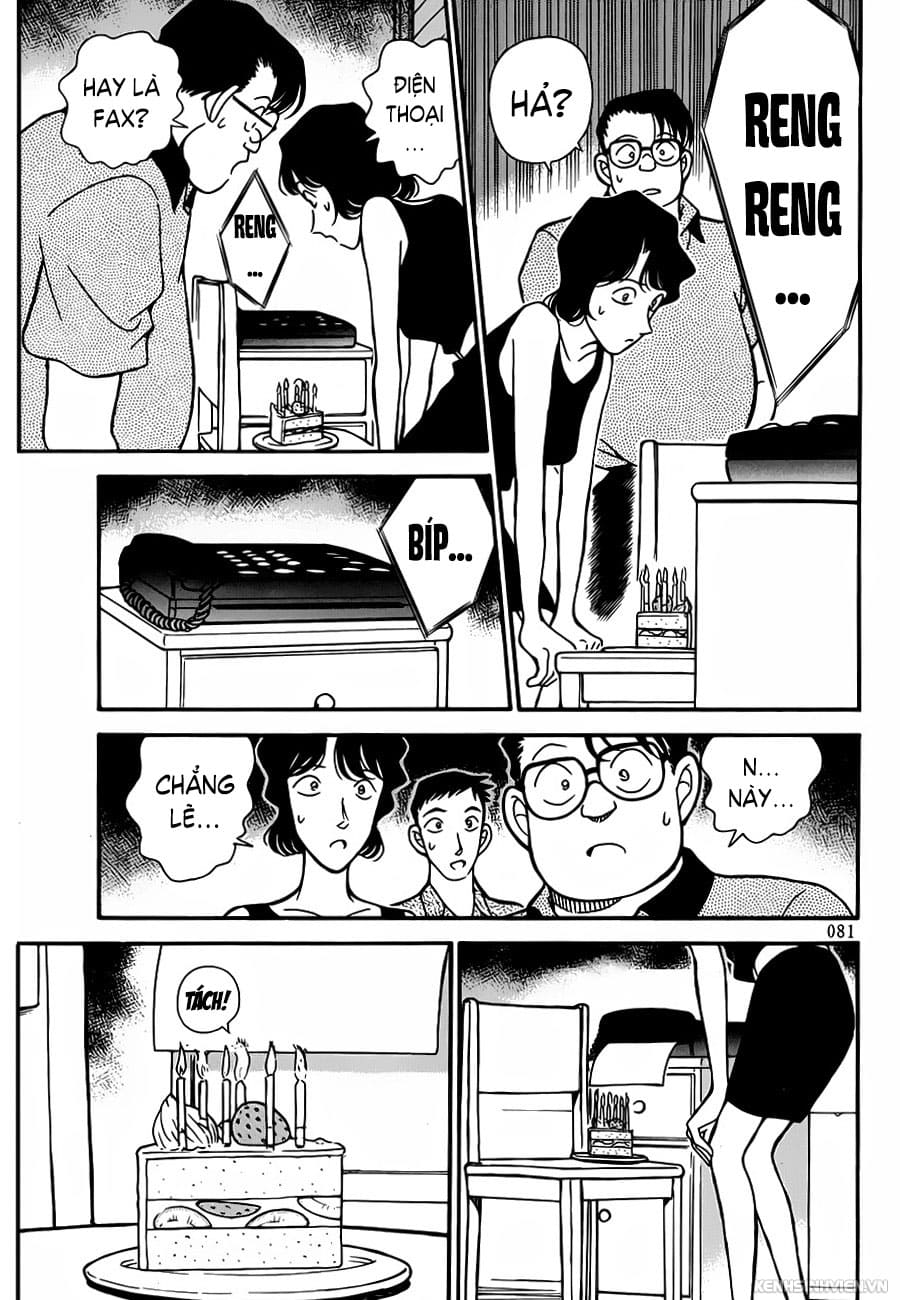 RENG
RENG
...
HẢ?
ĐIỆN
THOẠI
...
HAY LÀ
FAX?
RENG
...
BÍP...
N...
NÀY...
CHẲNG
LẼ...
081
TÁCH!
KENHSINHVIEN.VN